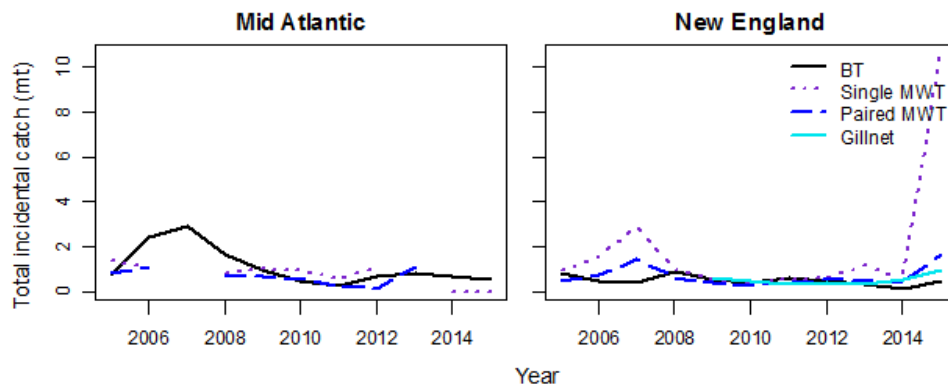 Mid Atlantic
New England
Total incidental catch (mt)
10
8
6
4
2
0
BT
Single MWT
Paired MWT
Gillnet
2006 2008 2010 2012 2014
2006 2008 2010 2012 2014
Year